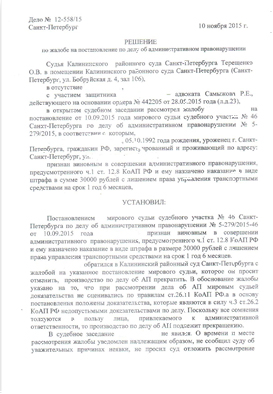 Дело № 12-558/15
Санкт-Петербург 10 ноября 2015 г.
РЕШЕНИЕ
по жалобе на постановление по делу об административном правонарушении
Судья Калининского районного суда Санкт-Петербурга Терещенко
О.В. в помещении Калининского районного суда Санкт-Петербурга (Санкт-
Петербург, ул. Бобруйская д. 4, зал 106),
в отсутствие
с участием защитника – адвоката Самыкова Р.Е.,
действующего на основании ордера № 442205 от 28.05.2015 года (л.д.23),
в открытом судебном заседании рассмотрел жалобу на
постановление от 10.09.2015 года мирового судьи судебного участка № 46
Санкт-Петербурга по делу об административном правонарушении № 5-
279/2015, в соответствии с которым,
, 05.10.1992 года рождения, уроженец г. Санкт-
Петербурга, гражданин РФ, зарегистрированный и проживающий по адресу:
Санкт-Петербург, ул.
признан виновным в совершении административного правонарушения,
предусмотренного ч.1 ст. 12.8 КоАП РФ и ему назначено наказание в виде
штрафа в сумме 30000 рублей с лишением права управления транспортными
средствами на срок 1 год 6 месяцев.
УСТАНОВИЛ:
Постановлением мирового судьи судебного участка № 46 Санкт-
Петербурга по делу об административном правонарушении № 5-279/2015-46
от 10.09.2015 года признан виновным в совершении
административного правонарушения, предусмотренного ч.1 ст. 12.8 КоАП РФ
и ему назначено наказание в виде штрафа в размере 30000 рублей с лишением
права управления транспортными средствами на срок 1 год 6 месяцев.
обратился в Калининский районный суд Санкт-Петербурга с
жалобой на указанное постановление мирового судьи, которое он просит
отменить, производство по делу об АП прекратить. В обоснование жалобы
указано на то, что при рассмотрении дела об АП мировым судьей
доказательства не оценивались по правилам ст.26.11 КоАП РФ,а в основу
постановления положены доказательства, которые являются в силу ч.3 ст.26.2
КоАП РФ недопустимыми доказательствами по делу. Поскольку все сомнения
толкуются в пользу лица, привлекаемого к административной
ответственности, то производство по делу об АП подлежит прекращению.
В судебное заседание не явился. О времени и месте
рассмотрения жалобы уведомлен надлежащим образом, не сообщил суду об
уважительных причинах неявки, не просил суд отложить рассмотрение